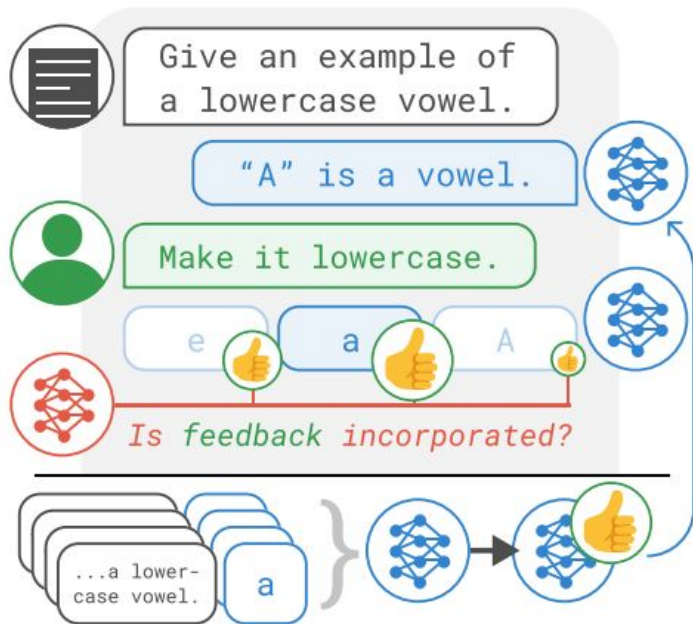 Give an example of
a lowercase vowel.
“A” is a vowel.
Make it lowercase.
e
a
A
Is feedback incorporated?
...a lower-
case vowel.
a